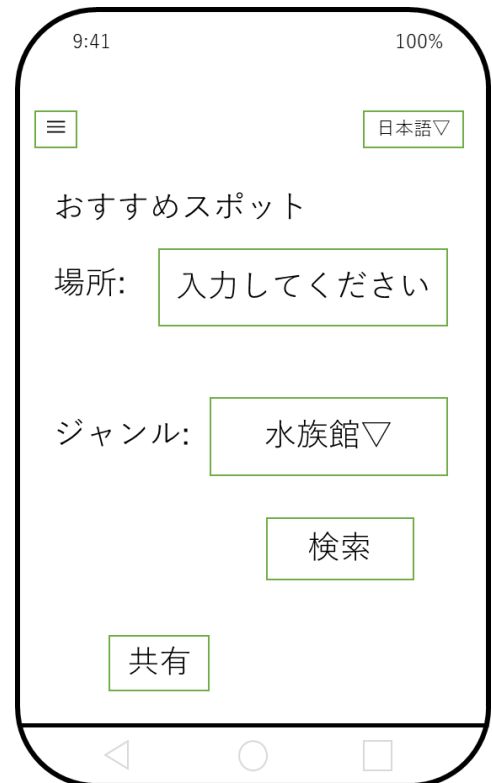 9:41 100%
≡ 日本語▽
おすすめスポット
場所: 入力してください
ジャンル: 水族館▽
検索
共有